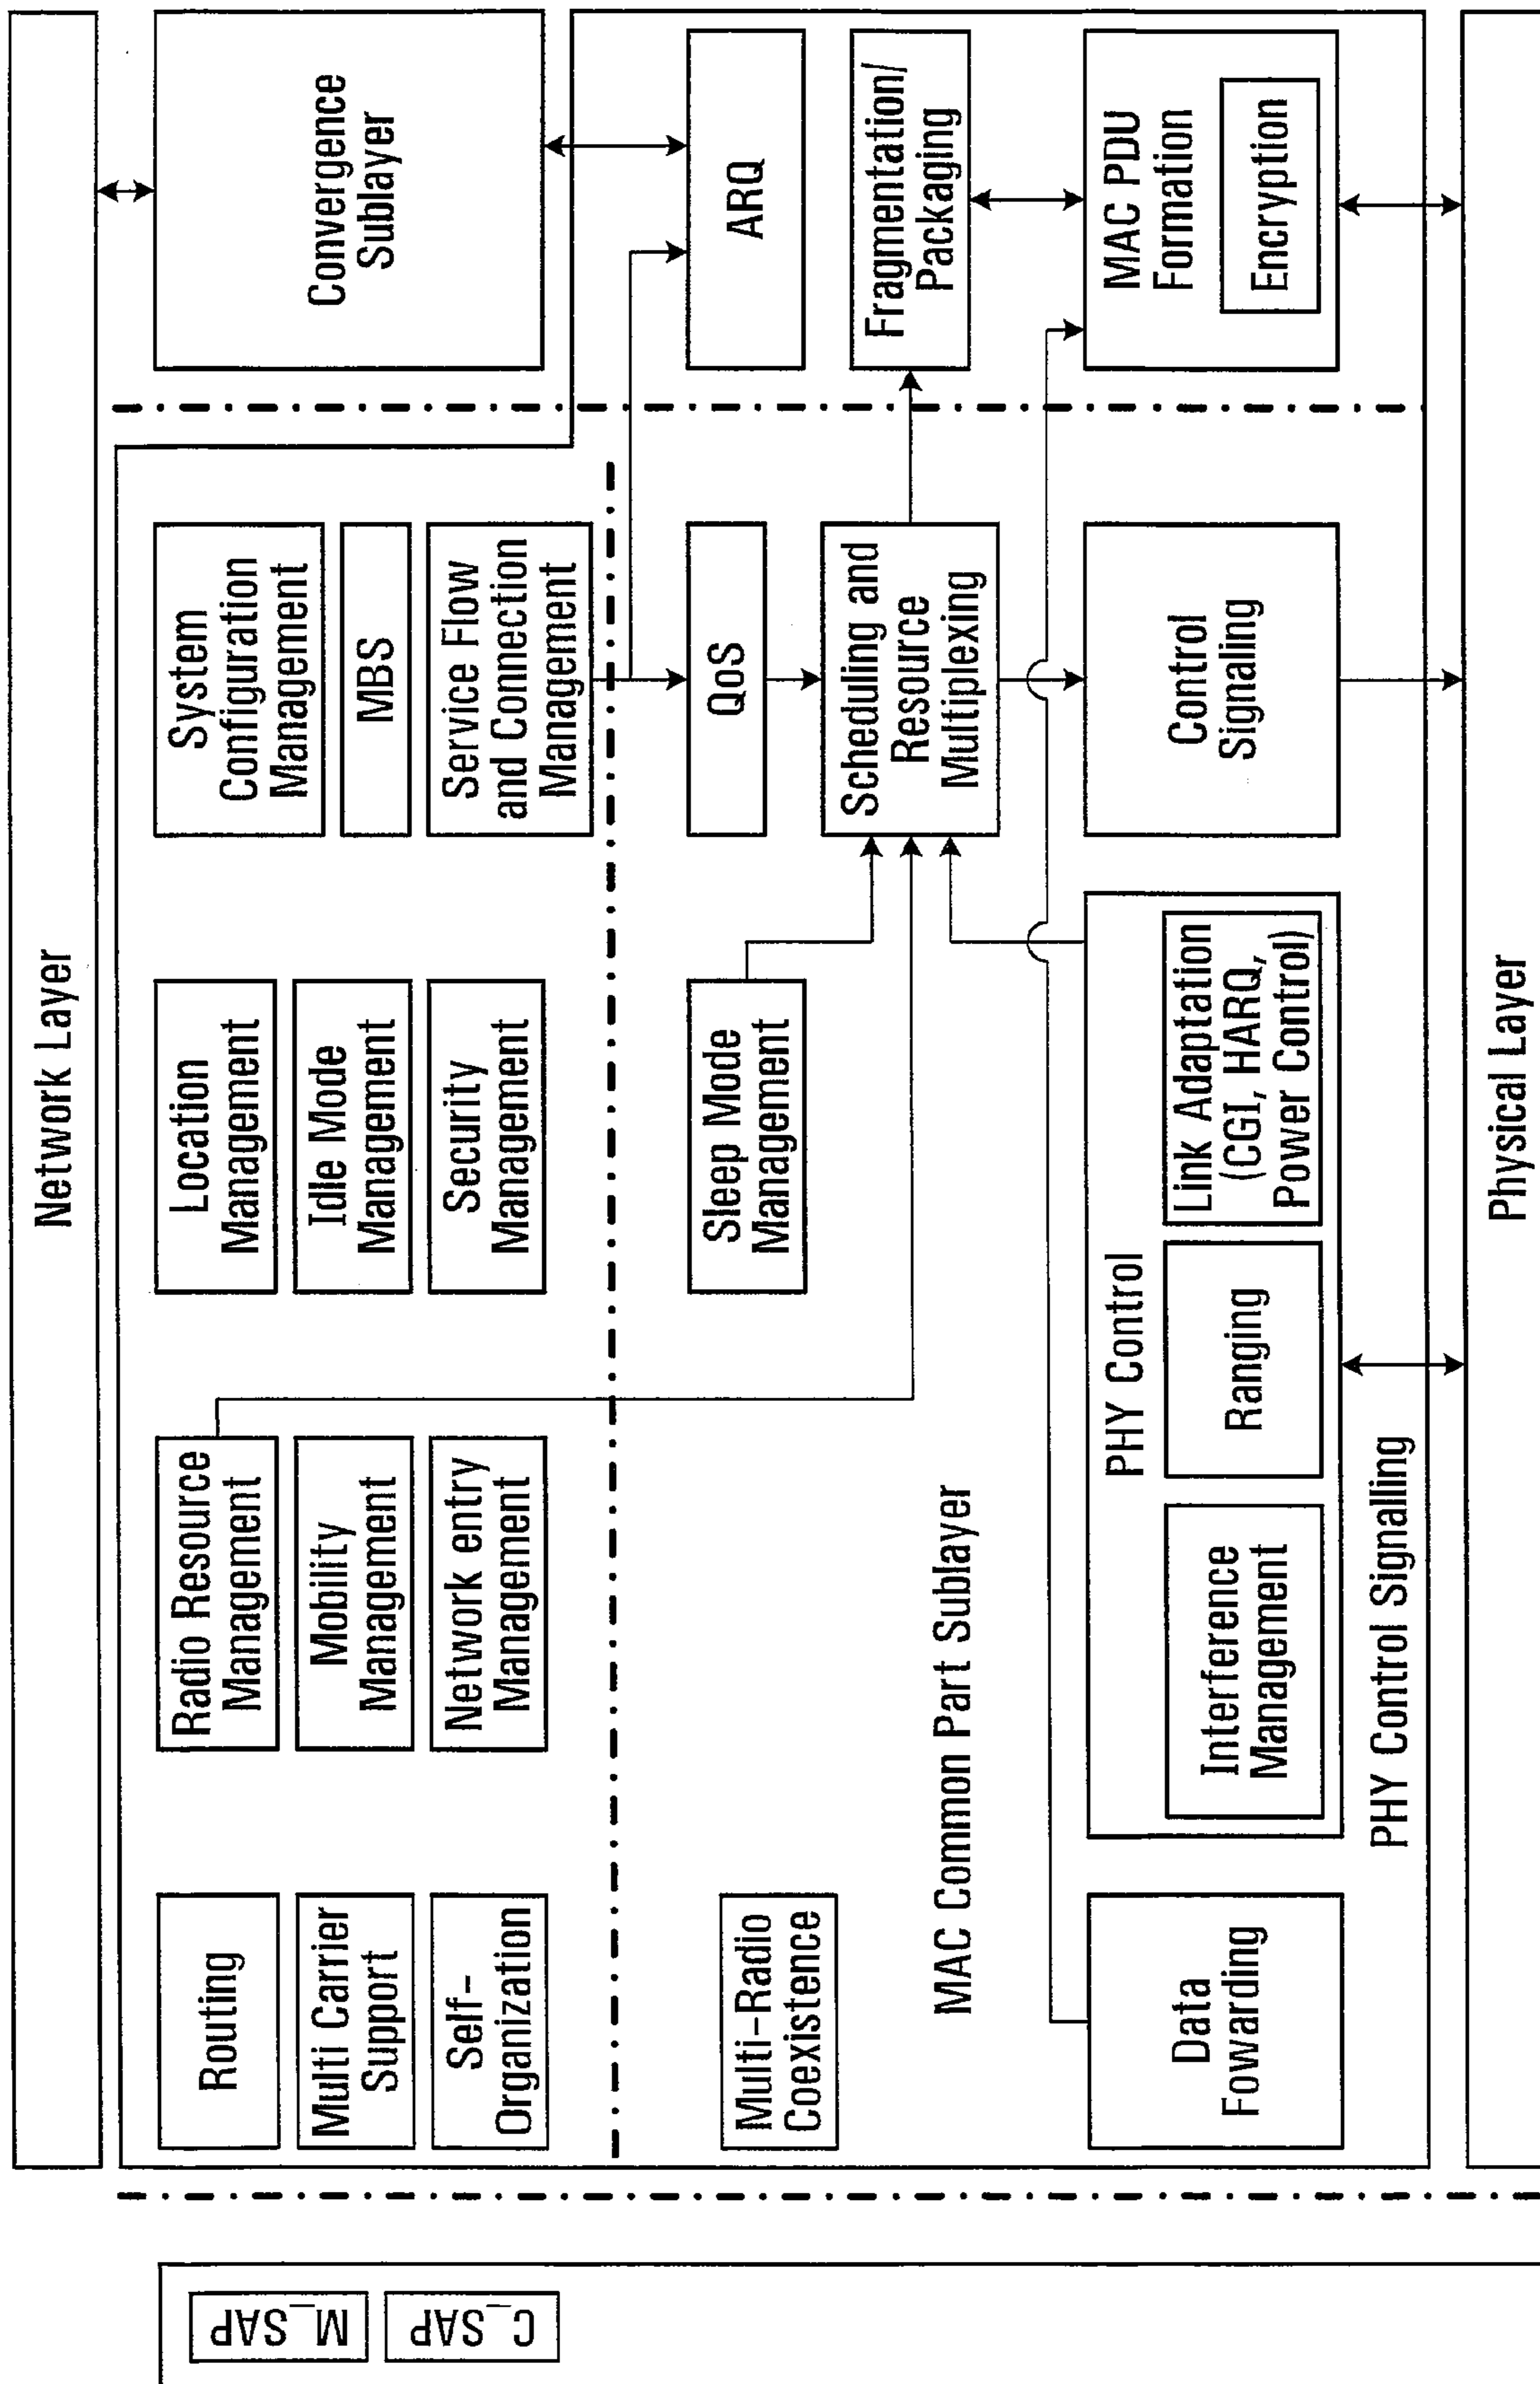 Network Layer
M_SAP
C_SAP
Routing
Multi Carrier
Support
Self-
Organization
Radio Resource
Management
Mobility
Management
Network entry
Management
Location
Management
Idle Mode
Management
Security
Management
System
Configuration
Management
MBS
Service Flow
and Connection
Management
Convergence
Sublayer
Multi-Radio
Coexistence
Sleep Mode
Management
QoS
ARQ
Scheduling and
Resource
Multiplexing
Fragmentation/
Packaging
MAC Common Part Sublayer
Data
Fowarding
PHY Control
Interference
Management
Ranging
Link Adaptation
(CGI, HARQ,
Power Control)
Control
Signaling
MAC PDU
Formation
Encryption
PHY Control Signalling
Physical Layer